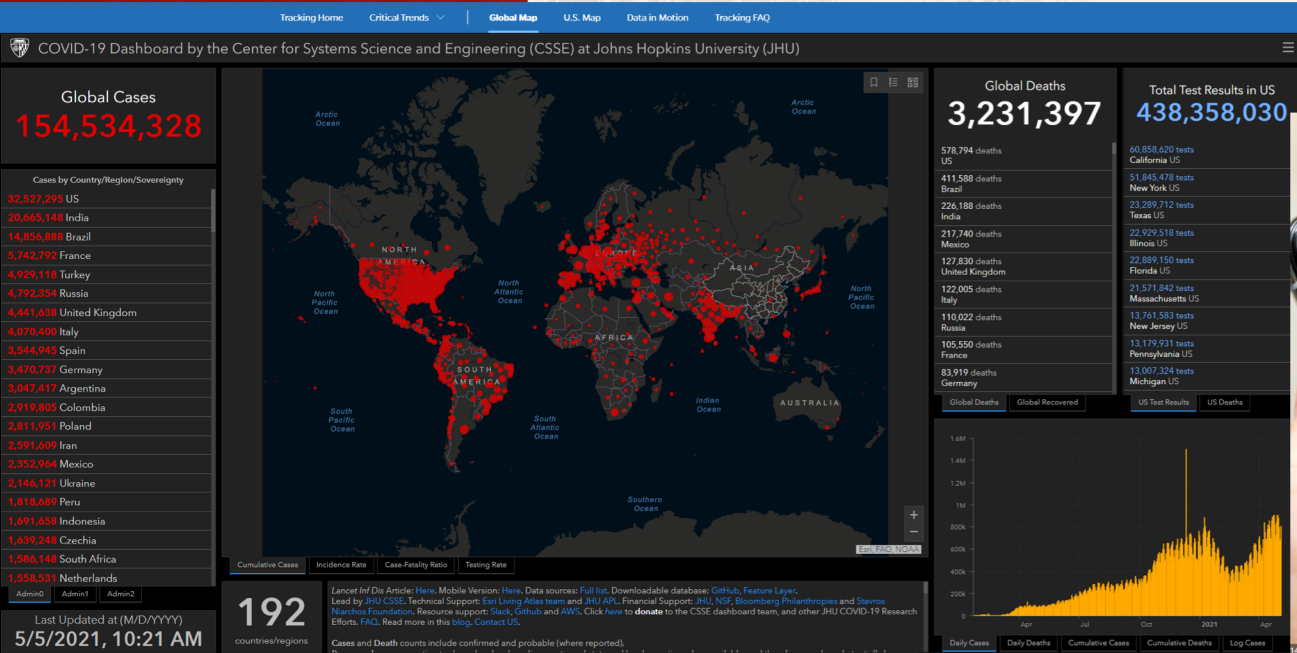 Tracking Home Critical Trends Global Map U.S. Map Data in Motion Tracking FAQ
COVID-19 Dashboard by the Center for Systems Science and Engineering (CSSE) at Johns Hopkins University (JHU)
Global Cases
154,534,328
Cases by Country/Region/Sovereignty
32,527,295 US
20,665,148 India
14,856,888 Brazil
5,742,792 France
4,929,118 Turkey
4,792,354 Russia
4,441,638 United Kingdom
4,070,400 Italy
3,544,945 Spain
3,470,737 Germany
3,047,417 Argentina
2,919,805 Colombia
2,811,951 Poland
2,591,609 Iran
2,352,964 Mexico
2,146,121 Ukraine
1,818,689 Peru
1,691,658 Indonesia
1,639,248 Czechia
1,586,148 South Africa
1,558,531 Netherlands
Admin0 Admin1 Admin2
Last Updated at (M/D/YYYY)
5/5/2021, 10:21 AM
Arctic
Ocean
Arctic
Ocean
NORTH
AMERICA
EUROPE
ASIA
North
Pacific
Ocean
North
Atlantic
Ocean
North
Pacific
Ocean
AFRICA
SOUTH
AMERICA
Indian
Ocean
AUSTRALIA
South
Pacific
Ocean
South
Atlantic
Ocean
Southern
Ocean
+
−
Esri, FAO, NOAA
Cumulative Cases Incidence Rate Case-Fatality Ratio Testing Rate
192
countries/regions
Lancet Inf Dis Article: Here. Mobile Version: Here. Data sources: Full list. Downloadable database: GitHub, Feature Layer.
Lead by JHU CSSE. Technical Support: Esri Living Atlas team and JHU APL. Financial Support: JHU, NSF, Bloomberg Philanthropies and Stavros
Niarchos Foundation. Resource support: Slack, Github and AWS. Click here to donate to the CSSE dashboard team, and other JHU COVID-19 Research
Efforts. FAQ. Read more in this blog. Contact US.
Cases and Death counts include confirmed and probable (where reported).
Global Deaths
3,231,397
578,794 deaths
US
411,588 deaths
Brazil
226,188 deaths
India
217,740 deaths
Mexico
127,830 deaths
United Kingdom
122,005 deaths
Italy
110,022 deaths
Russia
105,550 deaths
France
83,919 deaths
Germany
Global Deaths Global Recovered
Total Test Results in US
438,358,030
60,858,620 tests
California US
51,845,478 tests
New York US
23,289,712 tests
Texas US
22,929,518 tests
Illinois US
22,889,150 tests
Florida US
21,571,842 tests
Massachusetts US
13,761,583 tests
New Jersey US
13,179,931 tests
Pennsylvania US
13,007,324 tests
Michigan US
US Test Results US Deaths
1.6M
1.4M
1.2M
1M
800k
600k
400k
200k
0
Apr Jul Oct 2021 Apr
Daily Cases Daily Deaths Cumulative Cases Cumulative Deaths Log Cases